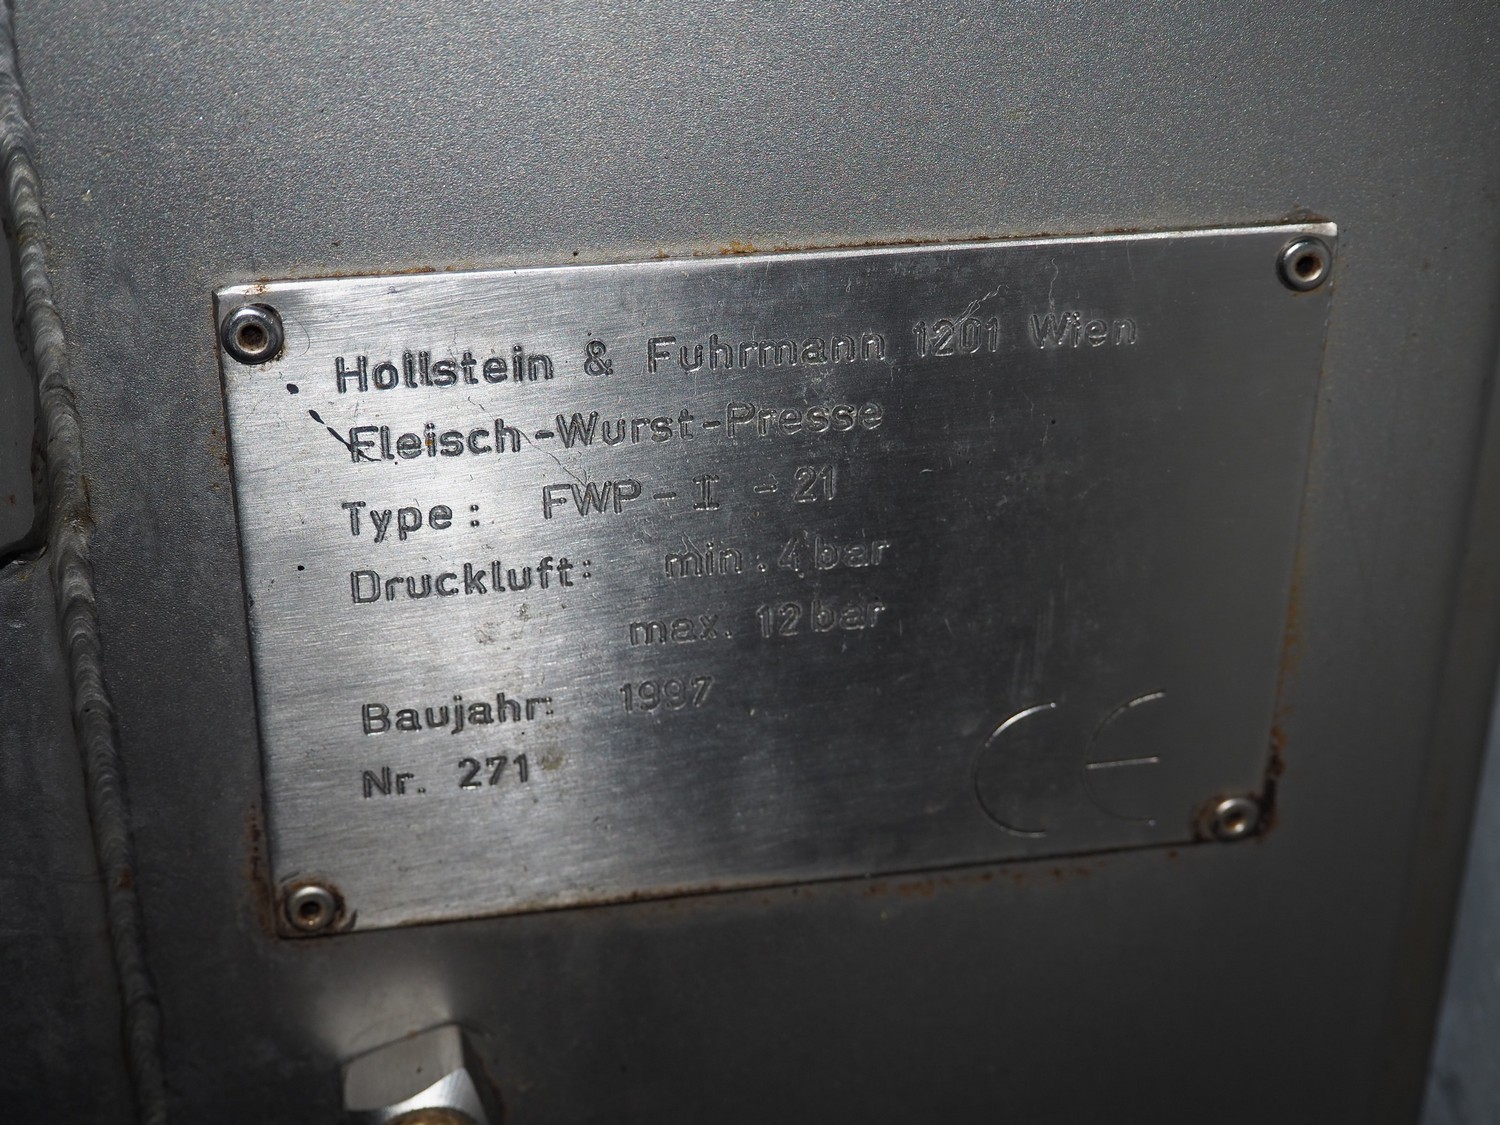 Hollstein & Fuhrmann 1201 Wien
Fleisch-Wurst-Presse
Type: FWP - I - 21
Druckluft: min. 4 bar
max. 12 bar
Baujahr: 1997
Nr. 271
CE